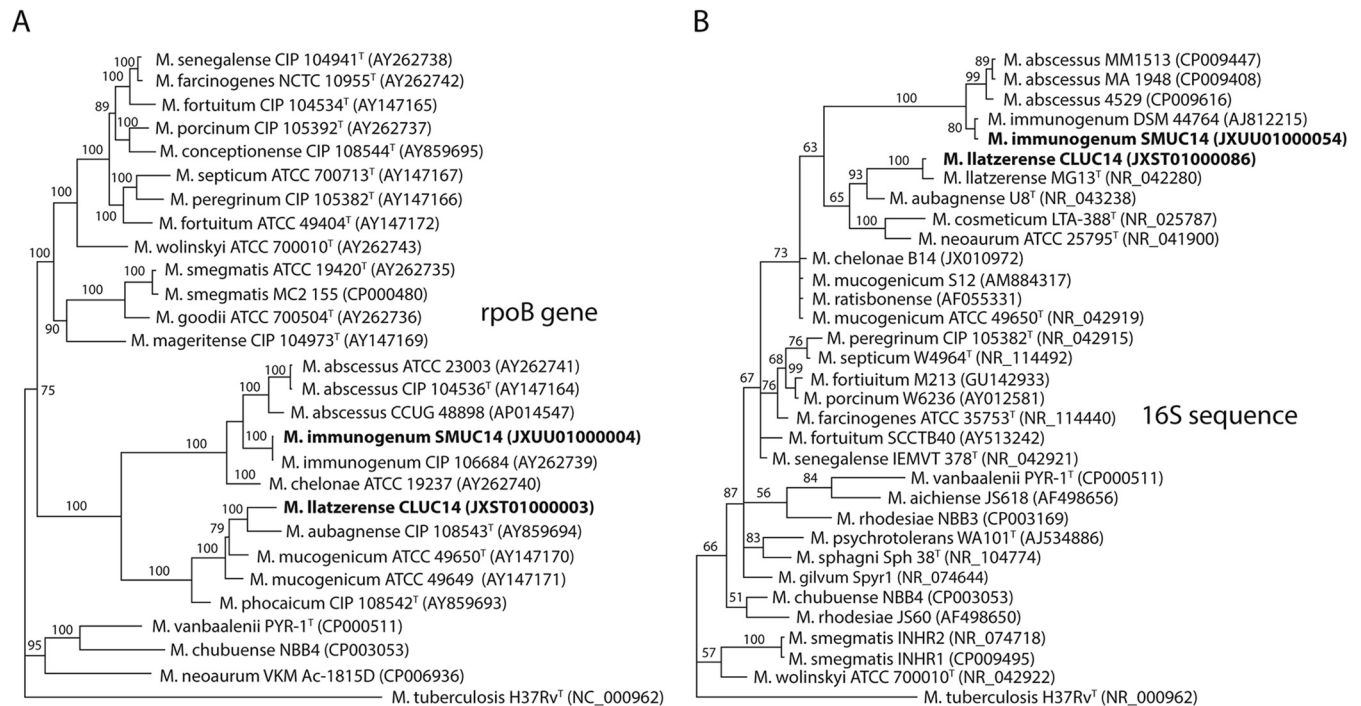 A
M. senegalense CIP 104941ᵀ (AY262738)
100
M. farcinogenes NCTC 10955ᵀ (AY262742)
100
M. fortuitum CIP 104534ᵀ (AY147165)
89
M. porcinum CIP 105392ᵀ (AY262737)
100
M. conceptionense CIP 108544ᵀ (AY859695)
100
M. septicum ATCC 700713ᵀ (AY147167)
100
M. peregrinum CIP 105382ᵀ (AY147166)
100
100
M. fortuitum ATCC 49404ᵀ (AY147172)
M. wolinskyi ATCC 700010ᵀ (AY262743)
100
M. smegmatis ATCC 19420ᵀ (AY262735)
100
M. smegmatis MC2 155 (CP000480)
100
M. goodii ATCC 700504ᵀ (AY262736)
rpoB gene
90
M. mageritense CIP 104973ᵀ (AY147169)
M. abscessus ATCC 23003 (AY262741)
100
75
M. abscessus CIP 104536ᵀ (AY147164)
100
M. abscessus CCUG 48898 (AP014547)
100
M. immunogenum SMUC14 (JXUU01000004)
100
M. immunogenum CIP 106684 (AY262739)
100
M. chelonae ATCC 19237 (AY262740)
100
M. llatzerense CLUC14 (JXST01000003)
100
79
M. aubagnense CIP 108543ᵀ (AY859694)
100
M. mucogenicum ATCC 49650ᵀ (AY147170)
100
M. mucogenicum ATCC 49649 (AY147171)
M. phocaicum CIP 108542ᵀ (AY859693)
M. vanbaalenii PYR-1ᵀ (CP000511)
100
95
M. chubuense NBB4 (CP003053)
M. neoaurum VKM Ac-1815D (CP006936)
M. tuberculosis H37Rvᵀ (NC_000962)
B
89
M. abscessus MM1513 (CP009447)
99
M. abscessus MA 1948 (CP009408)
100
M. abscessus 4529 (CP009616)
M. immunogenum DSM 44764 (AJ812215)
80
M. immunogenum SMUC14 (JXUU01000054)
63
100
M. llatzerense CLUC14 (JXST01000086)
93
M. llatzerense MG13ᵀ (NR_042280)
65
M. aubagnense U8ᵀ (NR_043238)
100
M. cosmeticum LTA-388ᵀ (NR_025787)
M. neoaurum ATCC 25795ᵀ (NR_041900)
73
M. chelonae B14 (JX010972)
M. mucogenicum S12 (AM884317)
M. ratisbonense (AF055331)
M. mucogenicum ATCC 49650ᵀ (NR_042919)
76
M. peregrinum CIP 105382ᵀ (NR_042915)
68
M. septicum W4964ᵀ (NR_114492)
99
67
76
M. fortiuitum M213 (GU142933)
M. porcinum W6236 (AY012581)
M. farcinogenes ATCC 35753ᵀ (NR_114440)
16S sequence
M. fortuitum SCCTB40 (AY513242)
M. senegalense IEMVT 378ᵀ (NR_042921)
84
M. vanbaalenii PYR-1ᵀ (CP000511)
87
56
M. aichiense JS618 (AF498656)
M. rhodesiae NBB3 (CP003169)
83
M. psychrotolerans WA101ᵀ (AJ534886)
66
M. sphagni Sph 38ᵀ (NR_104774)
M. gilvum Spyr1 (NR_074644)
51
M. chubuense NBB4 (CP003053)
M. rhodesiae JS60 (AF498650)
100
M. smegmatis INHR2 (NR_074718)
57
M. smegmatis INHR1 (CP009495)
M. wolinskyi ATCC 700010ᵀ (NR_042922)
M. tuberculosis H37Rvᵀ (NR_000962)